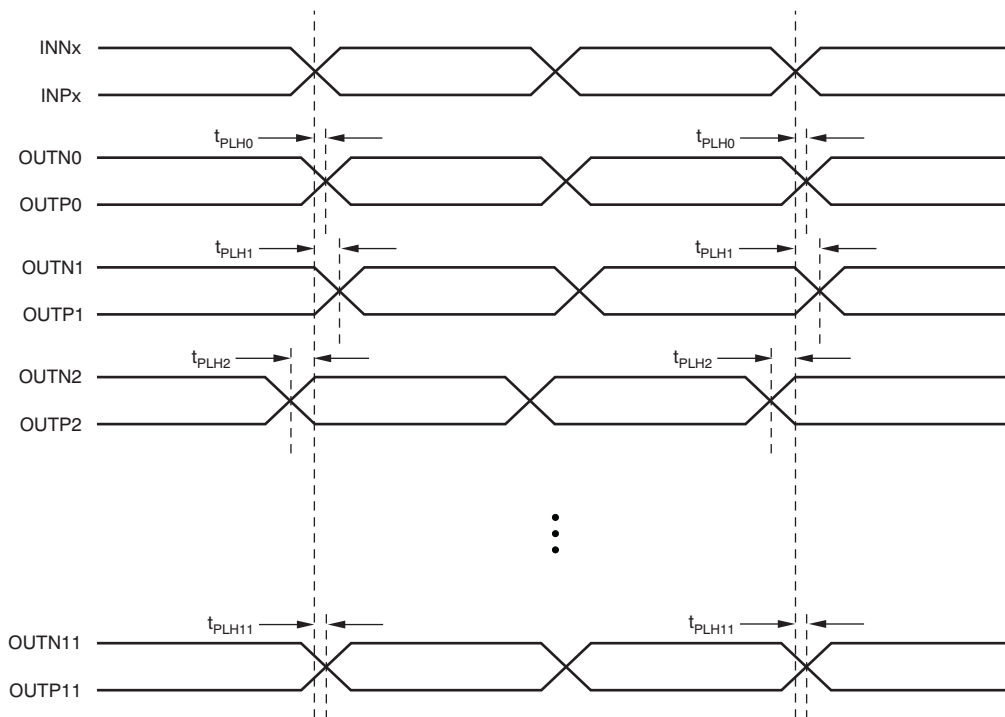 INNx
INPx
tPLH0 tPLH0
OUTN0
OUTP0
tPLH1 tPLH1
OUTN1
OUTP1
tPLH2 tPLH2
OUTN2
OUTP2
tPLH11 tPLH11
OUTN11
OUTP11